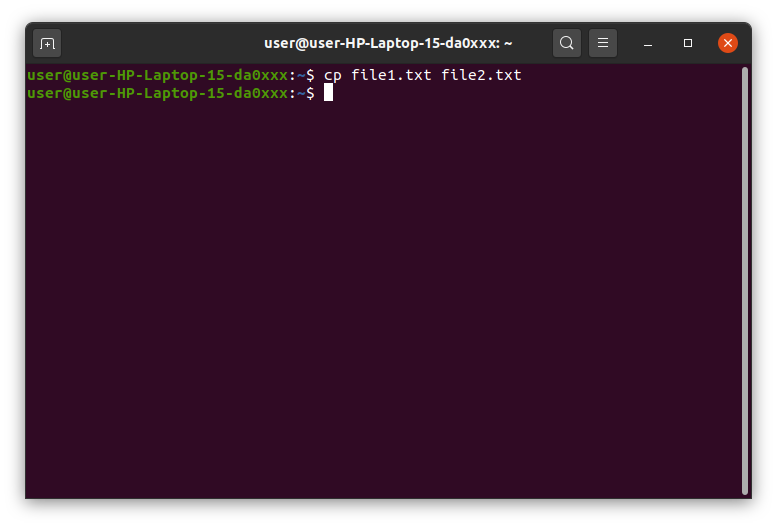 user@user-HP-Laptop-15-da0xxx: ~
user@user-HP-Laptop-15-da0xxx:~$ cp file1.txt file2.txt
user@user-HP-Laptop-15-da0xxx:~$